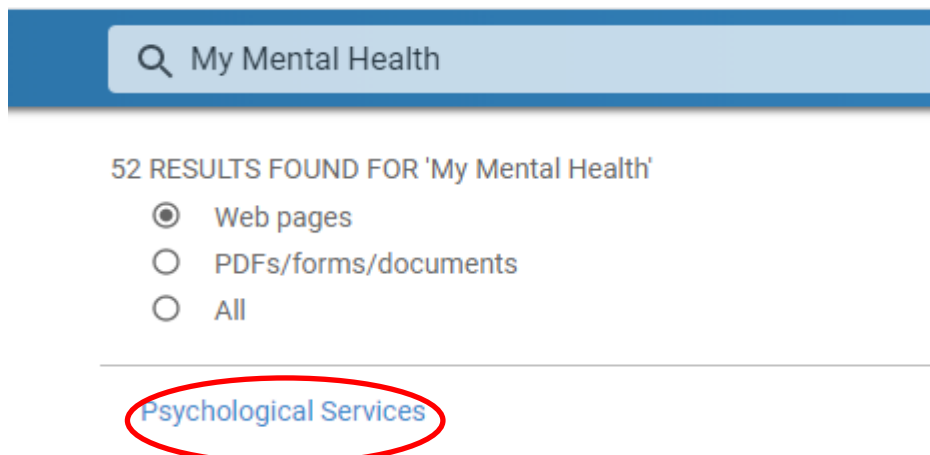 My Mental Health
52 RESULTS FOUND FOR 'My Mental Health'
Web pages
PDFs/forms/documents
All
Psychological Services